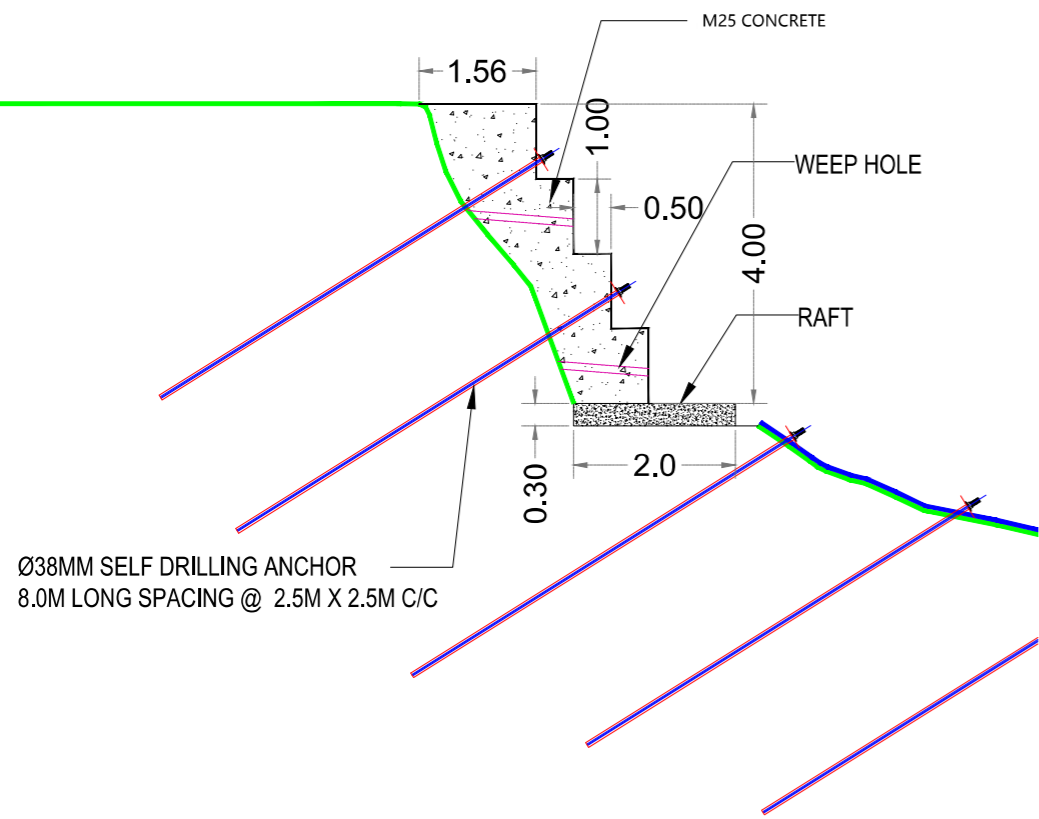 M25 CONCRETE
1.56
1.00
WEEP HOLE
0.50
4.00
RAFT
0.30
2.0
Ø38MM SELF DRILLING ANCHOR
8.0M LONG SPACING @ 2.5M X 2.5M C/C